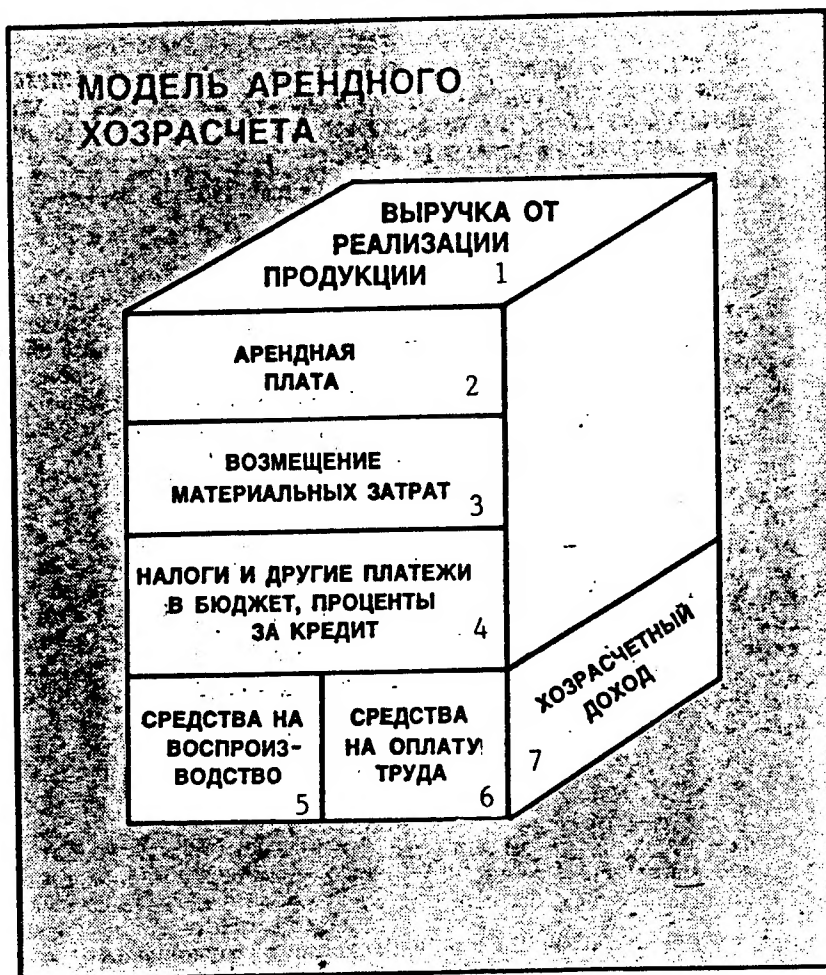 МОДЕЛЬ АРЕНДНОГО
ХОЗРАСЧЕТА
ВЫРУЧКА ОТ
РЕАЛИЗАЦИИ
ПРОДУКЦИИ 1
АРЕНДНАЯ
ПЛАТА 2
ВОЗМЕЩЕНИЕ
МАТЕРИАЛЬНЫХ ЗАТРАТ 3
НАЛОГИ И ДРУГИЕ ПЛАТЕЖИ
В БЮДЖЕТ, ПРОЦЕНТЫ
ЗА КРЕДИТ 4
СРЕДСТВА НА
ВОСПРОИЗ-
ВОДСТВО 5
СРЕДСТВА
НА ОПЛАТУ
ТРУДА 6
ХОЗРАСЧЕТНЫЙ
ДОХОД
7